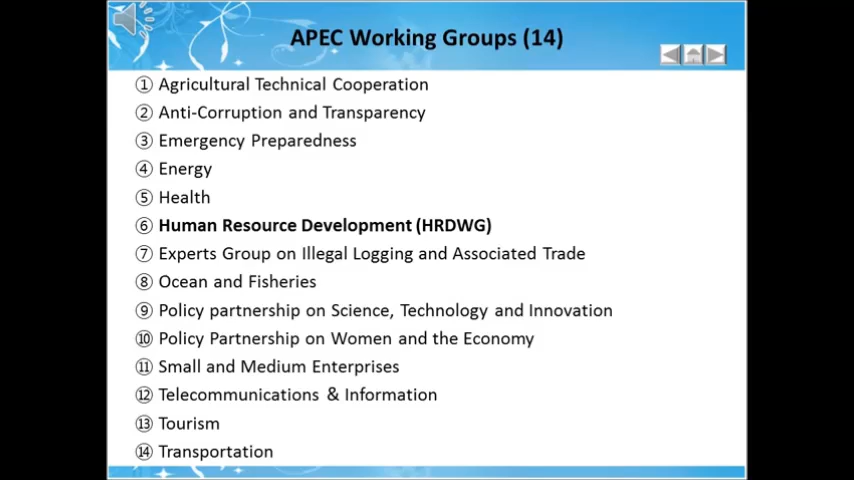 APEC Working Groups (14)
① Agricultural Technical Cooperation
② Anti-Corruption and Transparency
③ Emergency Preparedness
④ Energy
⑤ Health
⑥ Human Resource Development (HRDWG)
⑦ Experts Group on Illegal Logging and Associated Trade
⑧ Ocean and Fisheries
⑨ Policy partnership on Science, Technology and Innovation
⑩ Policy Partnership on Women and the Economy
⑪ Small and Medium Enterprises
⑫ Telecommunications & Information
⑬ Tourism
⑭ Transportation